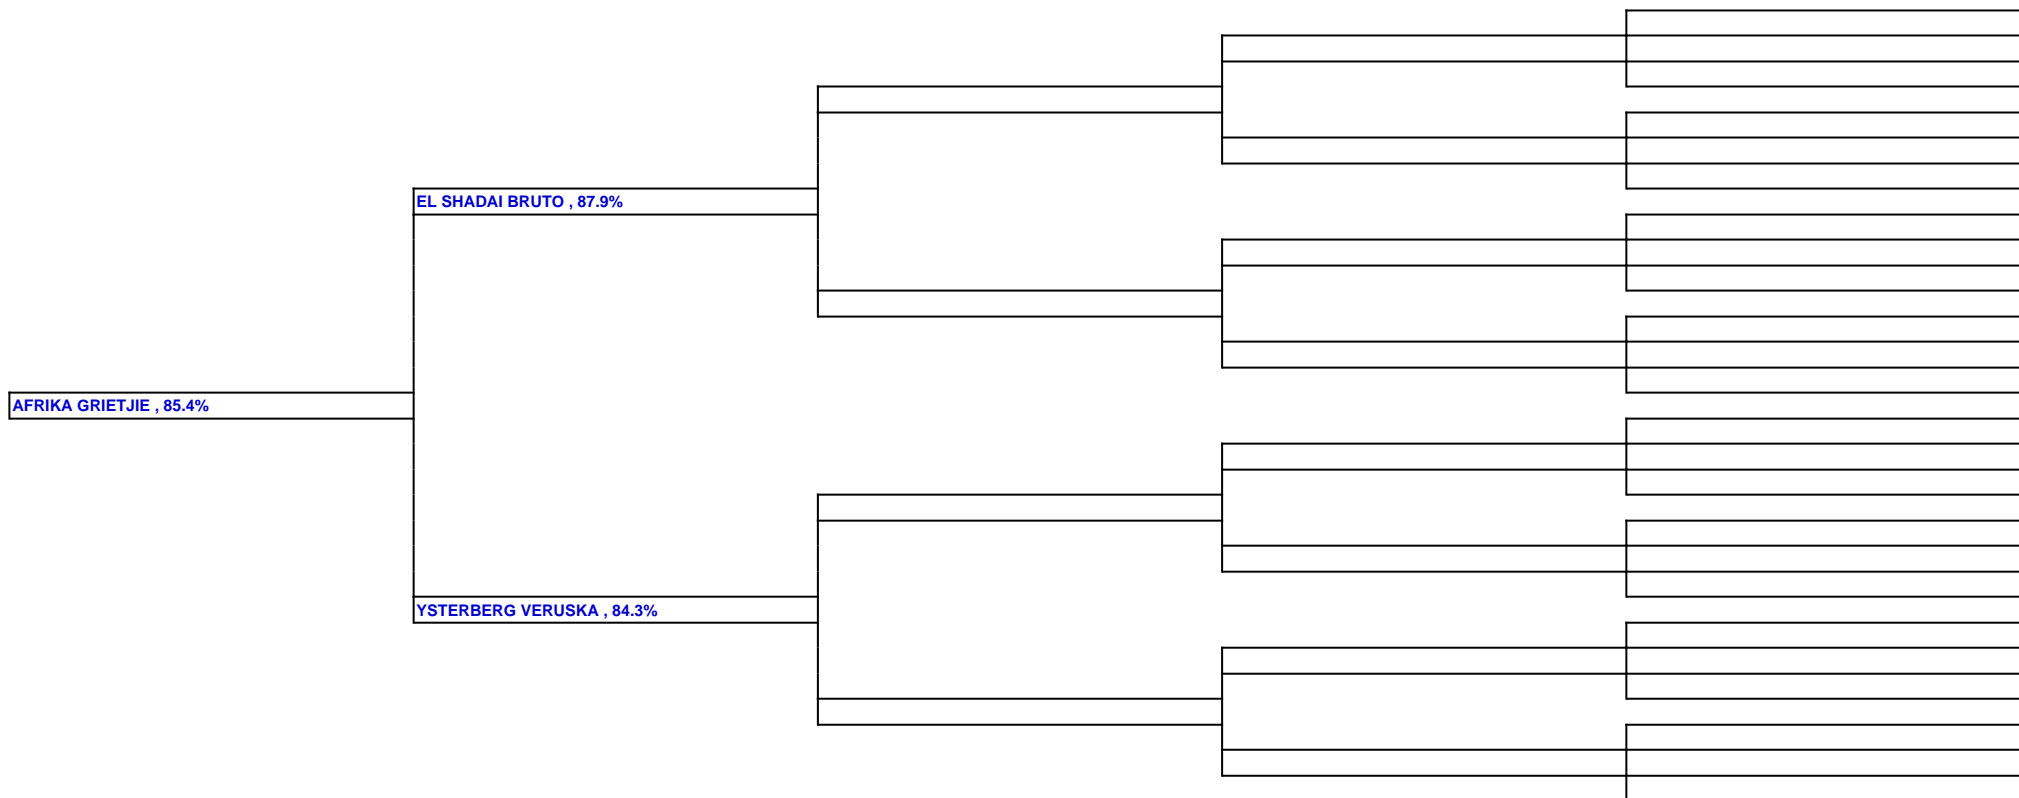 EL SHADAI BRUTO , 87.9%
AFRIKA GRIETJIE , 85.4%
YSTERBERG VERUSKA , 84.3%